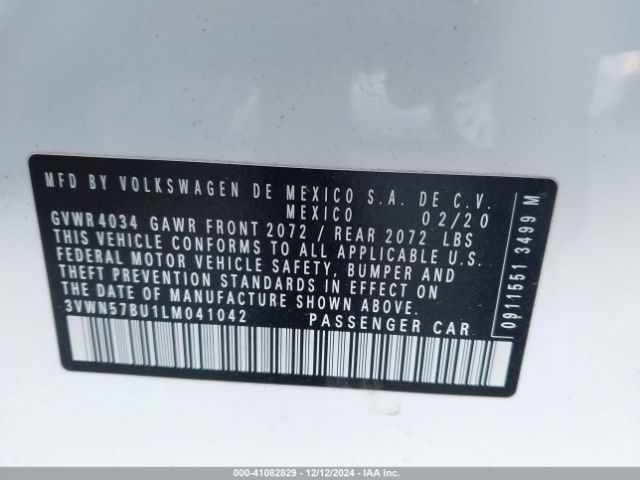 MFD BY VOLKSWAGEN DE MEXICO S.A. DE C.V.
MEXICO 02/20
GVWR 4034 GAWR FRONT 2072 / REAR 2072 LBS
THIS VEHICLE CONFORMS TO ALL APPLICABLE U.S.
FEDERAL MOTOR VEHICLE SAFETY, BUMPER AND
THEFT PREVENTION STANDARDS IN EFFECT ON
THE DATE OF MANUFACTURE SHOWN ABOVE.
3VWN57BU1LM041042 PASSENGER CAR
0911551 3499 M
000-41082829 - 12/12/2024 - IAAI.com